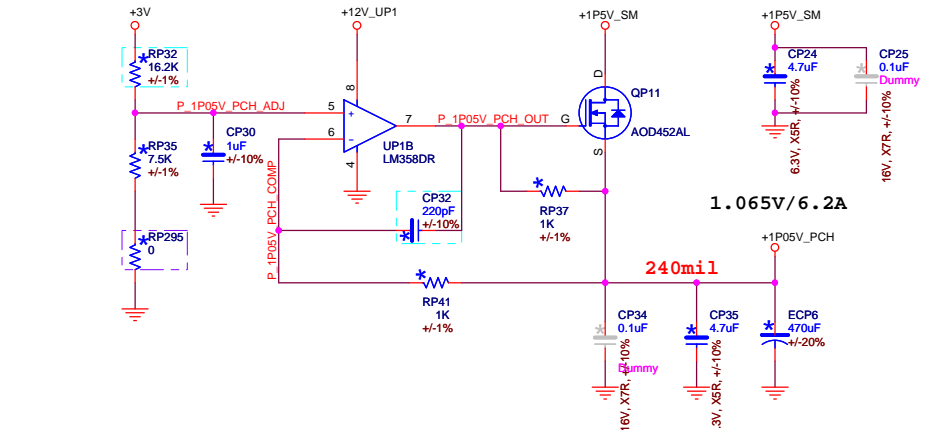 +3V
+12V_UP1
+1P5V_SM
+1P5V_SM
RP32
16.2K
+/-1%
P_1P05V_PCH_ADJ
RP35
7.5K
+/-1%
CP30
1uF
+/-10%
RP295
0
8
5
6
7
4
+
-
UP1B
LM358DR
P_1P05V_PCH_COMP
P_1P05V_PCH_OUT
D
G
S
QP11
AOD452AL
CP32
220pF
+/-10%
RP37
1K
+/-1%
RP41
1K
+/-1%
CP24
4.7uF
6.3V, X5R, +/-10%
CP25
0.1uF
Dummy
16V, X7R, +/-10%
1.065V/6.2A
+1P05V_PCH
240mil
CP34
0.1uF
Dummy
16V, X7R, +/-10%
CP35
4.7uF
.3V, X5R, +/-10%
ECP6
470uF
+/-20%